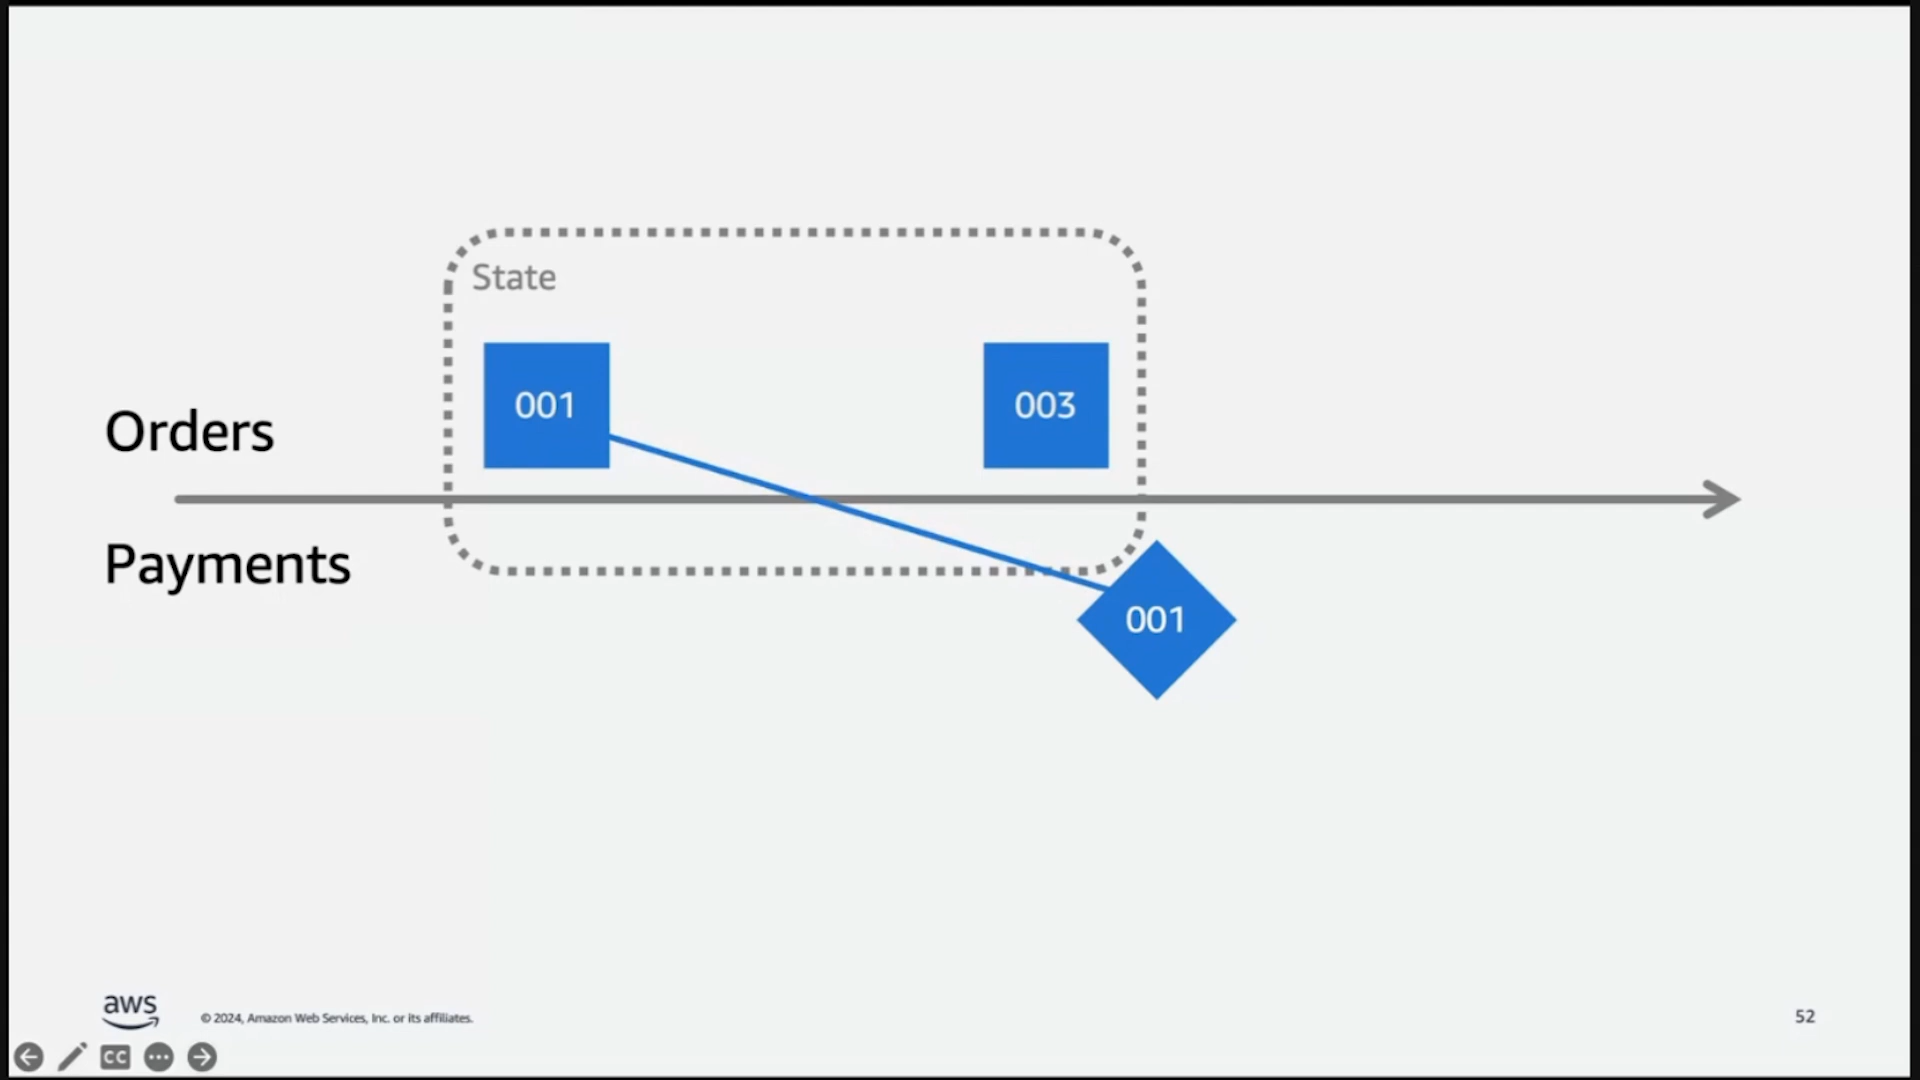 State
001
003
Orders
Payments
001
aws
© 2024, Amazon Web Services, Inc. or its affiliates.
52
CC